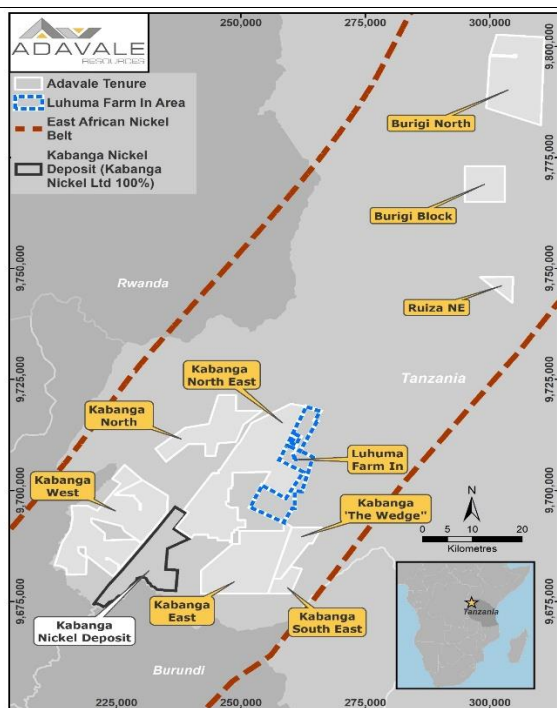 250,000
275,000
300,000
ADAVALE
RESOURCES
Adavale Tenure
Luhuma Farm In Area
East African Nickel
Belt
Kabanga Nickel
Deposit (Kabanga
Nickel Ltd 100%)
9,800,000
9,775,000
9,750,000
9,725,000
9,700,000
9,675,000
9,750,000
9,725,000
9,700,000
9,675,000
Burigi North
Burigi Block
Ruiza NE
Rwanda
Tanzania
Kabanga
North East
Kabanga
North
Luhuma
Farm In
Kabanga
West
Kabanga
'The Wedge"
N
0 5 10 20
Kilometres
Kabanga
East
Kabanga
South East
Kabanga
Nickel Deposit
Burundi
Tanzania
225,000
250,000
275,000
300,000